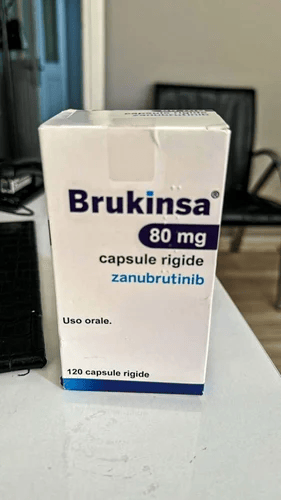 Brukinsa®
80 mg
capsule rigide
zanubrutinib
Uso orale.
120 capsule rigide